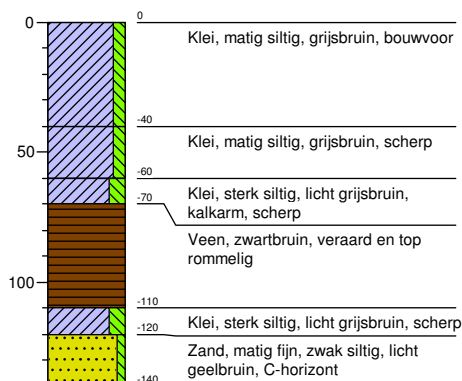 0
0
Klei, matig siltig, grijsbruin, bouwvoor
-40
Klei, matig siltig, grijsbruin, scherp
50
-60
Klei, sterk siltig, licht grijsbruin,
kalkarm, scherp
-70
Veen, zwartbruin, veraard en top
rommelig
100
-110
Klei, sterk siltig, licht grijsbruin, scherp
-120
Zand, matig fijn, zwak siltig, licht
geelbruin, C-horizont
-140